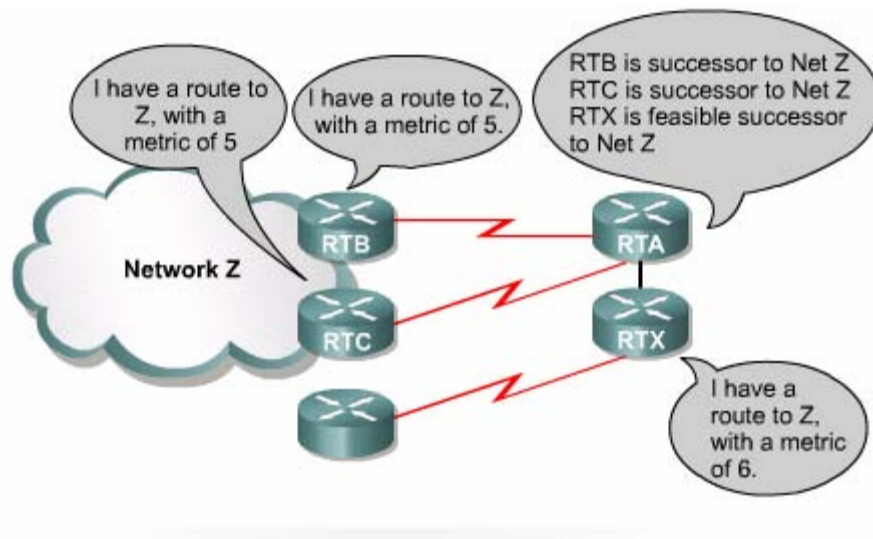 I have a route to
Z, with a
metric of 5
I have a route to Z,
with a metric of 5.
RTB is successor to Net Z
RTC is successor to Net Z
RTX is feasible successor
to Net Z
RTB
RTA
Network Z
RTC
RTX
I have a
route to Z,
with a metric
of 6.